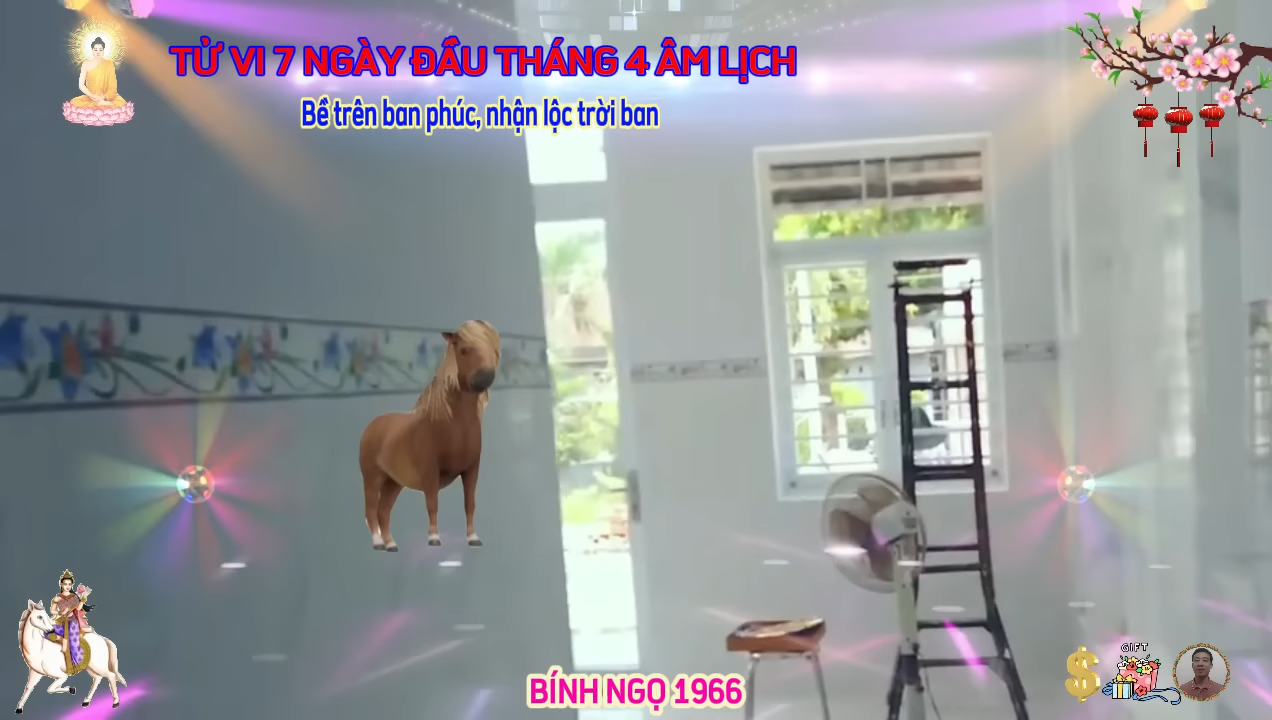 TỬ VI 7 NGÀY ĐẦU THÁNG 4 ÂM LỊCH
Bề trên ban phúc, nhận lộc trời ban
BÍNH NGỌ 1966
GIFT